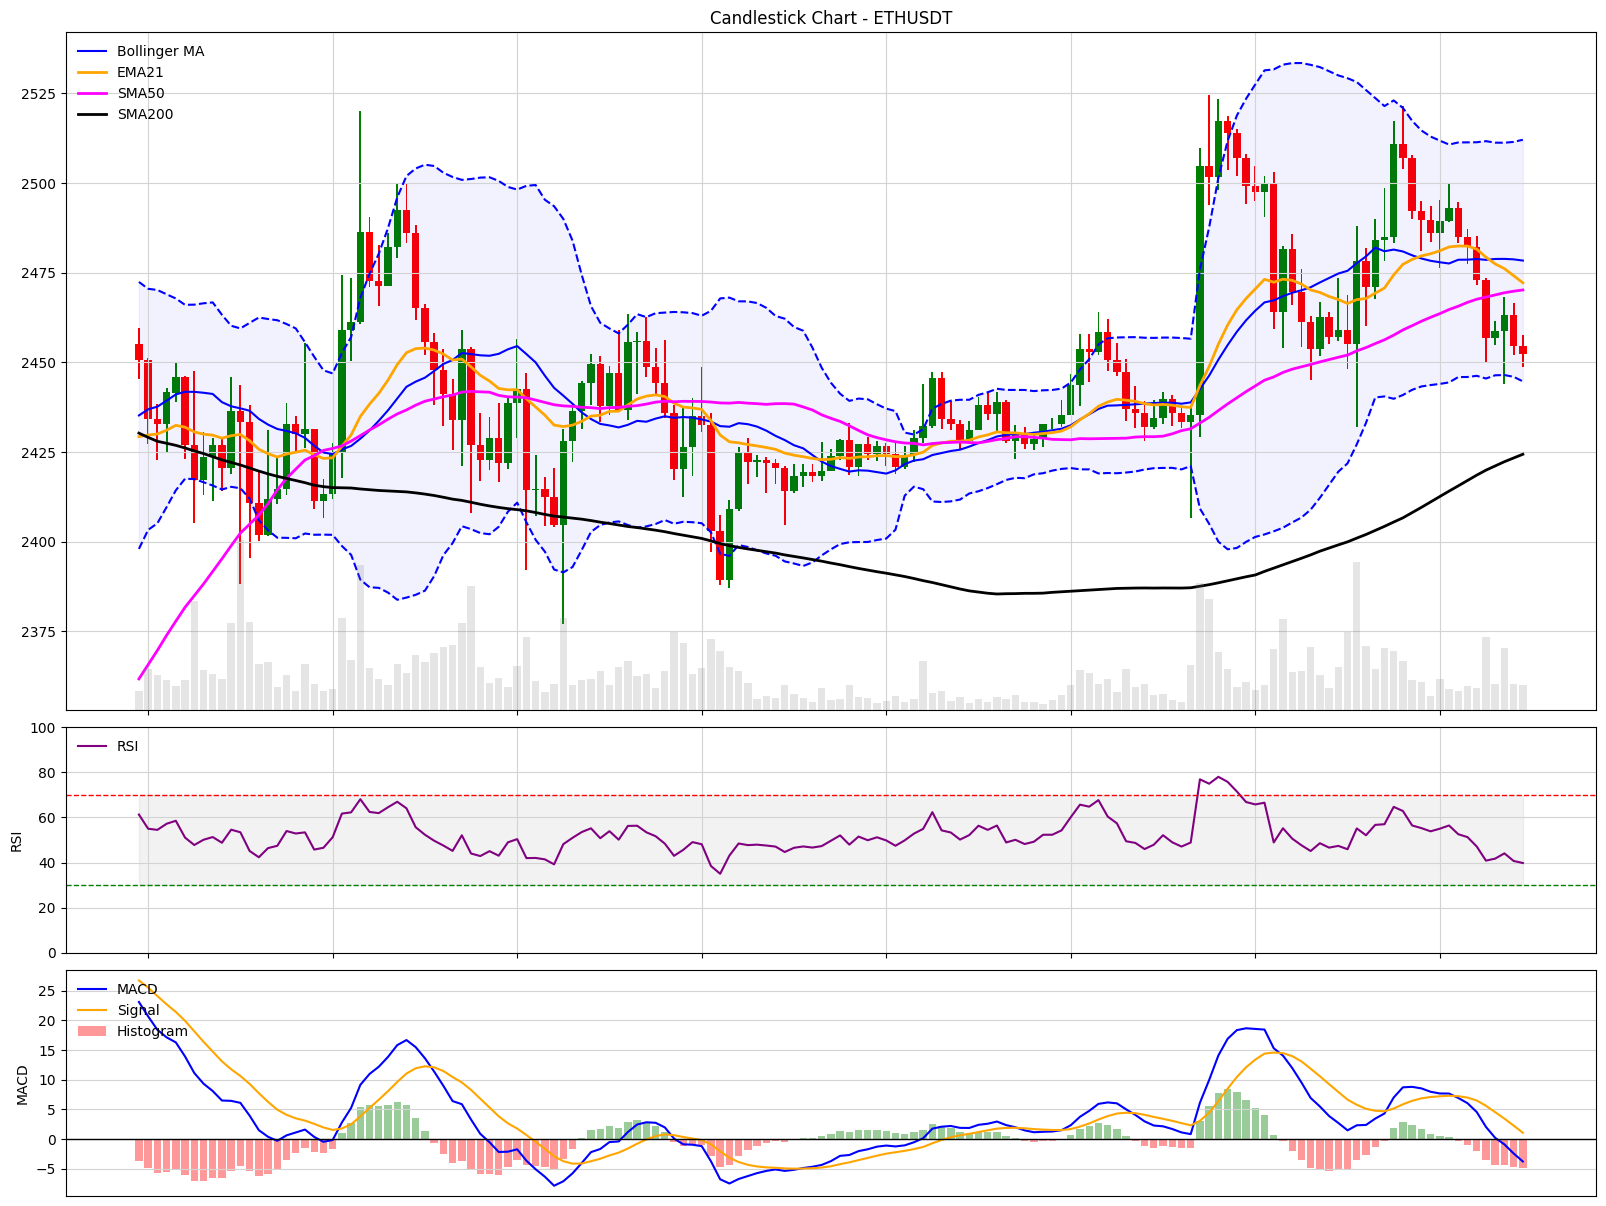 Candlestick Chart - ETHUSDT
Bollinger MA
EMA21
SMA50
SMA200
2525
2500
2475
2450
2425
2400
2375
RSI
100
80
60
40
20
0
RSI
MACD
Signal
Histogram
25
20
15
10
5
0
−5
MACD